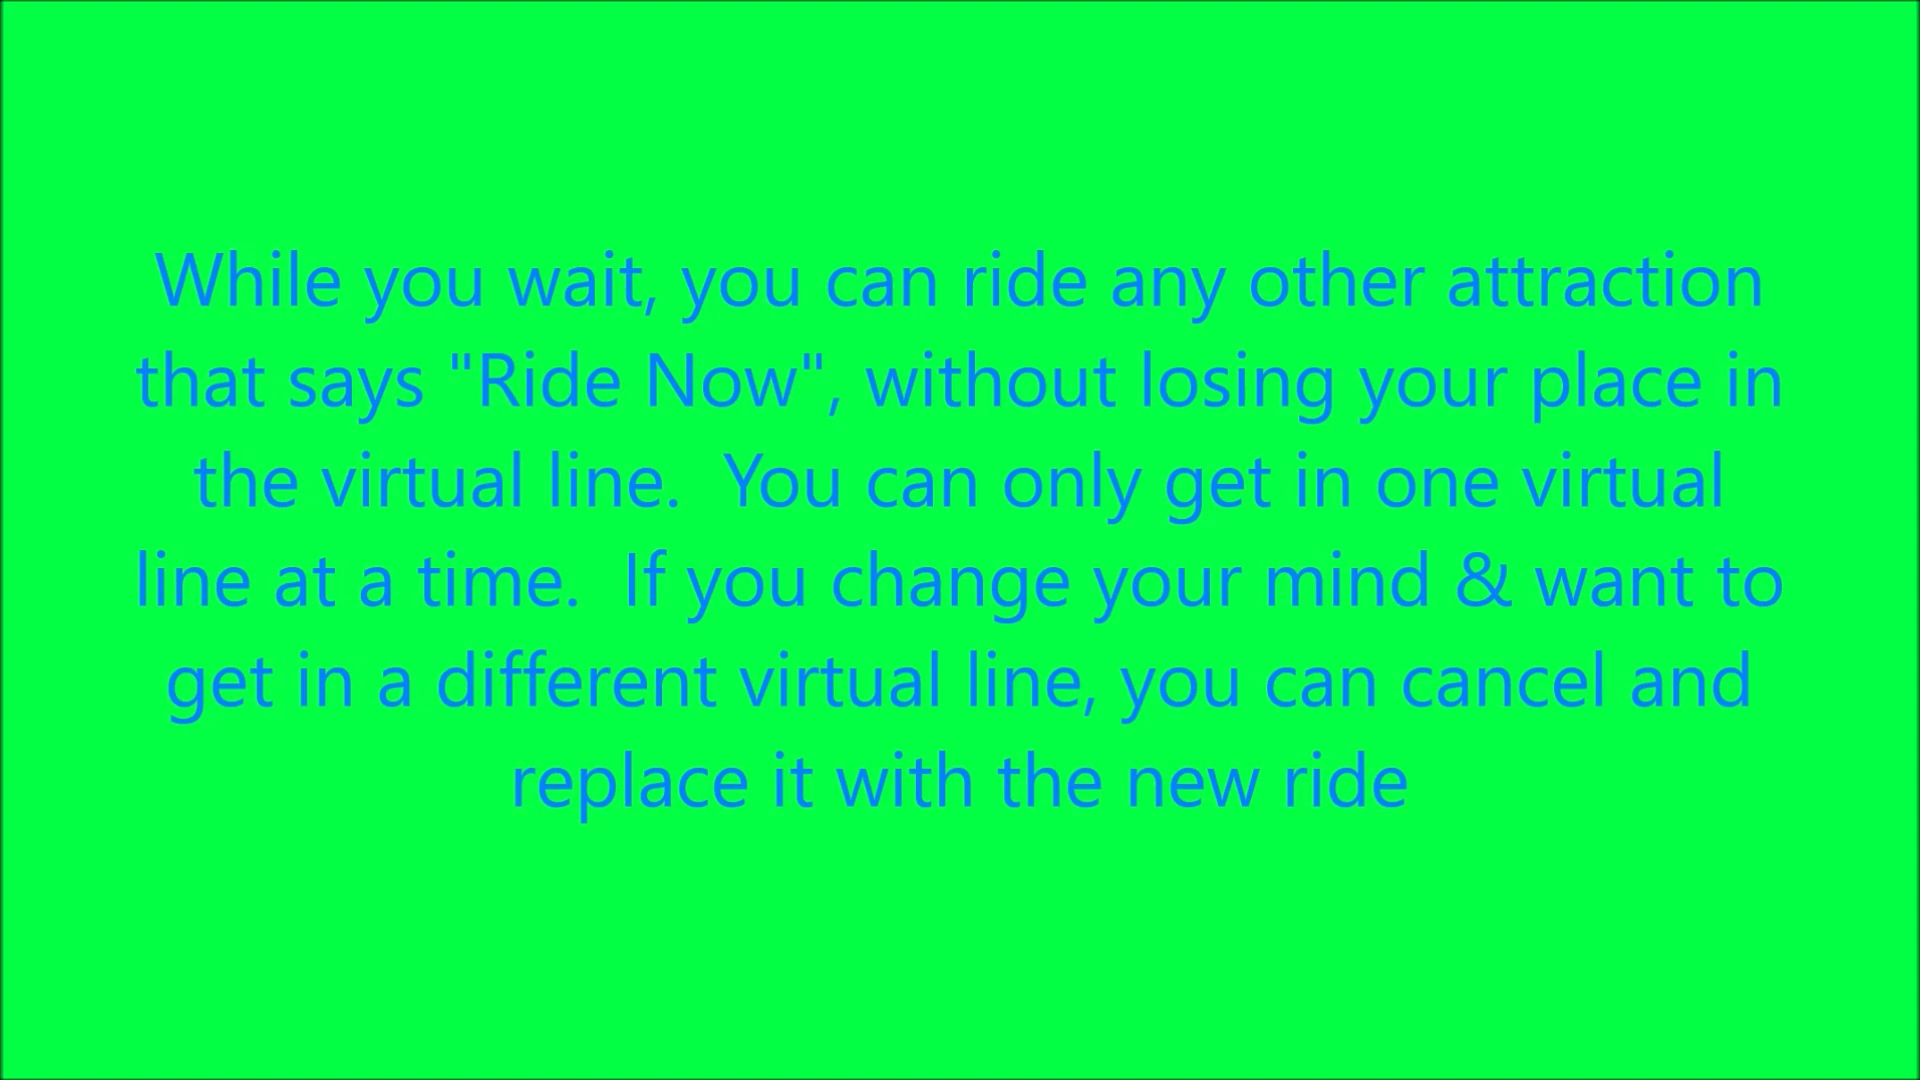 While you wait, you can ride any other attraction
that says "Ride Now", without losing your place in
the virtual line.  You can only get in one virtual
line at a time.  If you change your mind & want to
get in a different virtual line, you can cancel and
replace it with the new ride